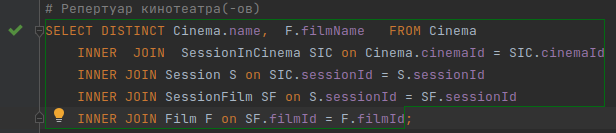 # Репертуар кинотеатра(-ов)
SELECT DISTINCT Cinema.name, F.filmName FROM Cinema
INNER JOIN SessionInCinema SIC on Cinema.cinemaId = SIC.cinemaId
INNER JOIN Session S on SIC.sessionId = S.sessionId
INNER JOIN SessionFilm SF on S.sessionId = SF.sessionId
INNER JOIN Film F on SF.filmId = F.filmId;